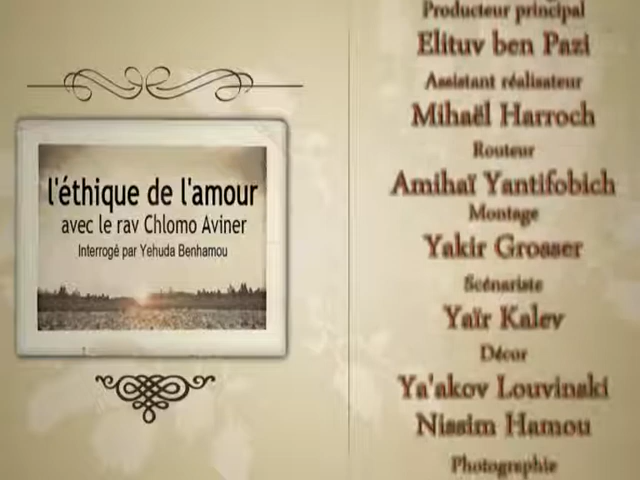 l'éthique de l'amour
avec le rav Chlomo Aviner
Interrogé par Yehuda Benhamou
Producteur principal
Elituv ben Pazi
Assistant réalisateur
Mihaël Harroch
Routeur
Amihaï Yantifobich
Montage
Yakir Grosser
Scénariste
Yaïr Kalev
Décor
Ya'akov Louvinski
Nissim Hamou
Photographie